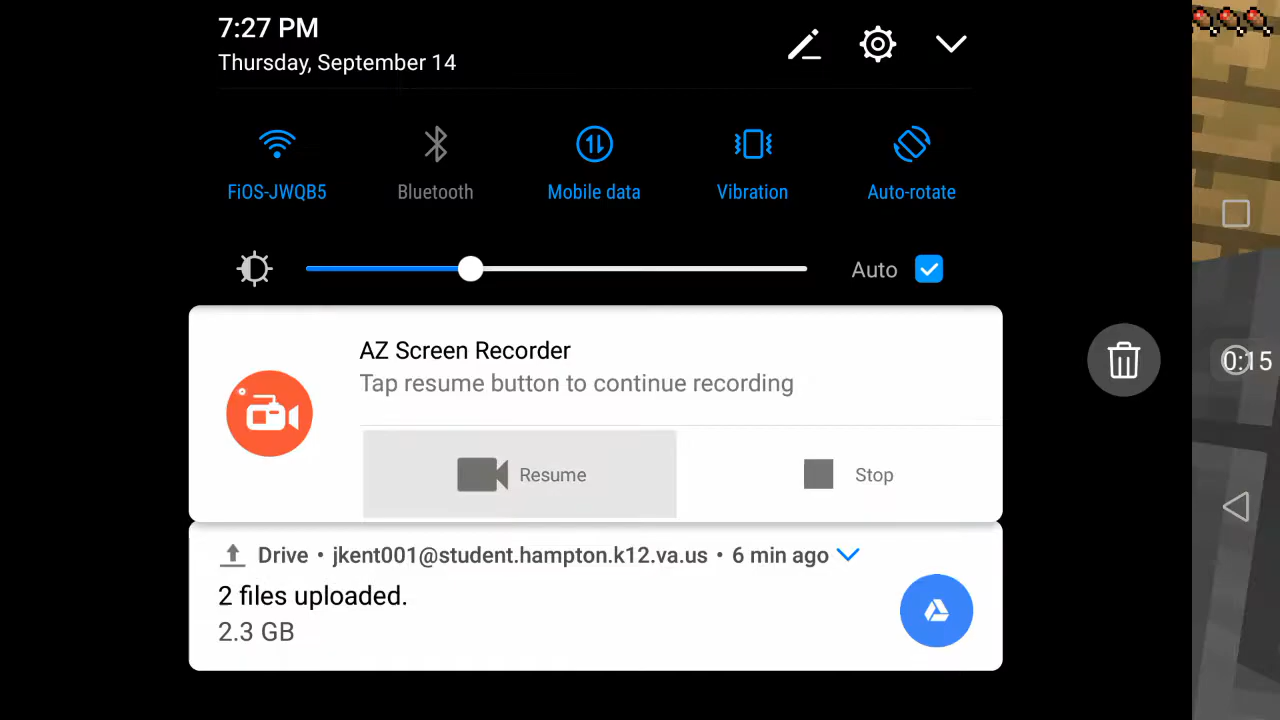 7:27 PM
Thursday, September 14
FiOS-JWQB5
Bluetooth
Mobile data
Vibration
Auto-rotate
Auto
AZ Screen Recorder
Tap resume button to continue recording
Resume
Stop
0:15
Drive • jkent001@student.hampton.k12.va.us • 6 min ago
2 files uploaded.
2.3 GB